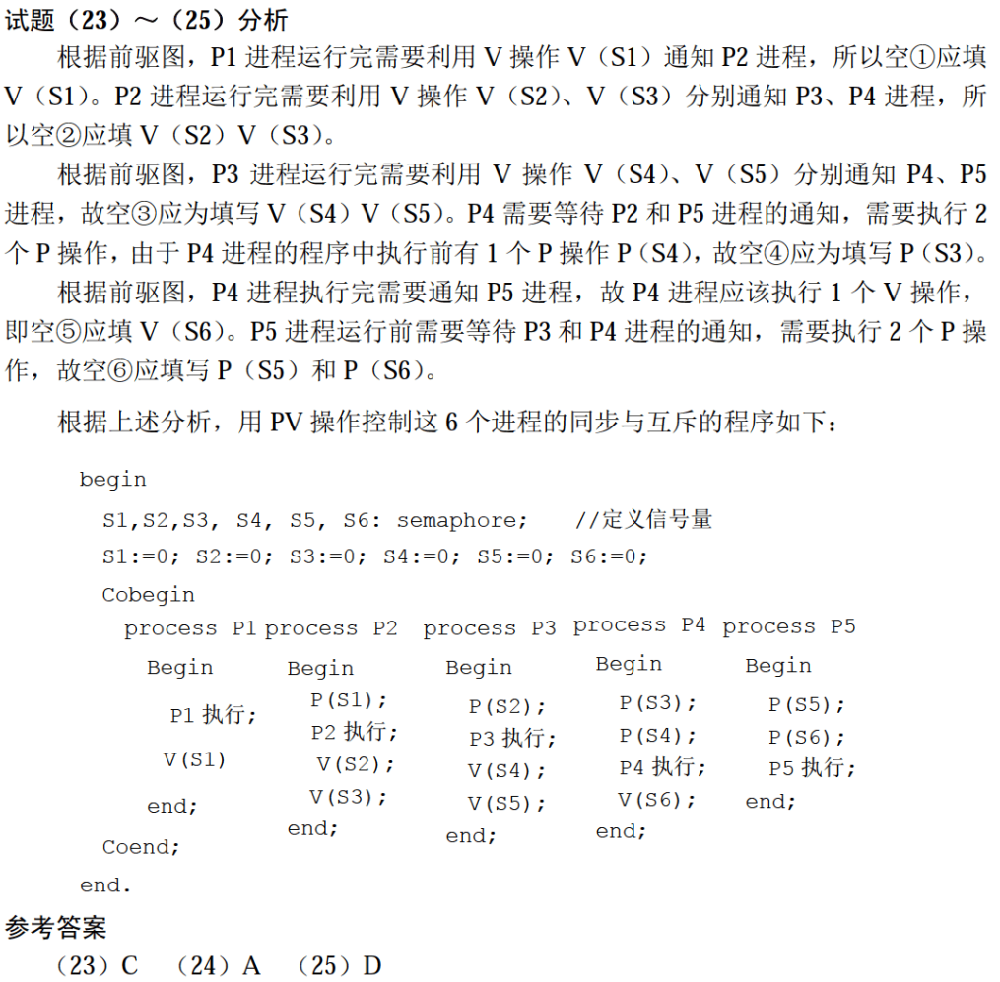 试题（23）～（25）分析
根据前驱图，P1 进程运行完需要利用 V 操作 V（S1）通知 P2 进程，所以空①应填
V（S1）。P2 进程运行完需要利用 V 操作 V（S2）、V（S3）分别通知 P3、P4 进程，所
以空②应填 V（S2）V（S3）。
根据前驱图，P3 进程运行完需要利用 V 操作 V（S4）、V（S5）分别通知 P4、P5
进程，故空③应为填写 V（S4）V（S5）。P4 需要等待 P2 和 P5 进程的通知，需要执行 2
个 P 操作，由于 P4 进程的程序中执行前有 1 个 P 操作 P（S4），故空④应为填写 P（S3）。
根据前驱图，P4 进程执行完需要通知 P5 进程，故 P4 进程应该执行 1 个 V 操作，
即空⑤应填 V（S6）。P5 进程运行前需要等待 P3 和 P4 进程的通知，需要执行 2 个 P 操
作，故空⑥应填写 P（S5）和 P（S6）。
根据上述分析，用 PV 操作控制这 6 个进程的同步与互斥的程序如下：
begin
S1,S2,S3, S4, S5, S6: semaphore; //定义信号量
S1:=0; S2:=0; S3:=0; S4:=0; S5:=0; S6:=0;
Cobegin
process P1 process P2 process P3 process P4 process P5
Begin Begin Begin Begin Begin
P(S1); P(S2); P(S3); P(S5);
P1 执行; P2 执行; P3 执行; P(S4); P(S6);
V(S1) V(S2); V(S4); P4 执行; P5 执行;
end; V(S3); V(S5); V(S6); end;
end; end; end;
Coend;
end.
参考答案
（23）C （24）A （25）D